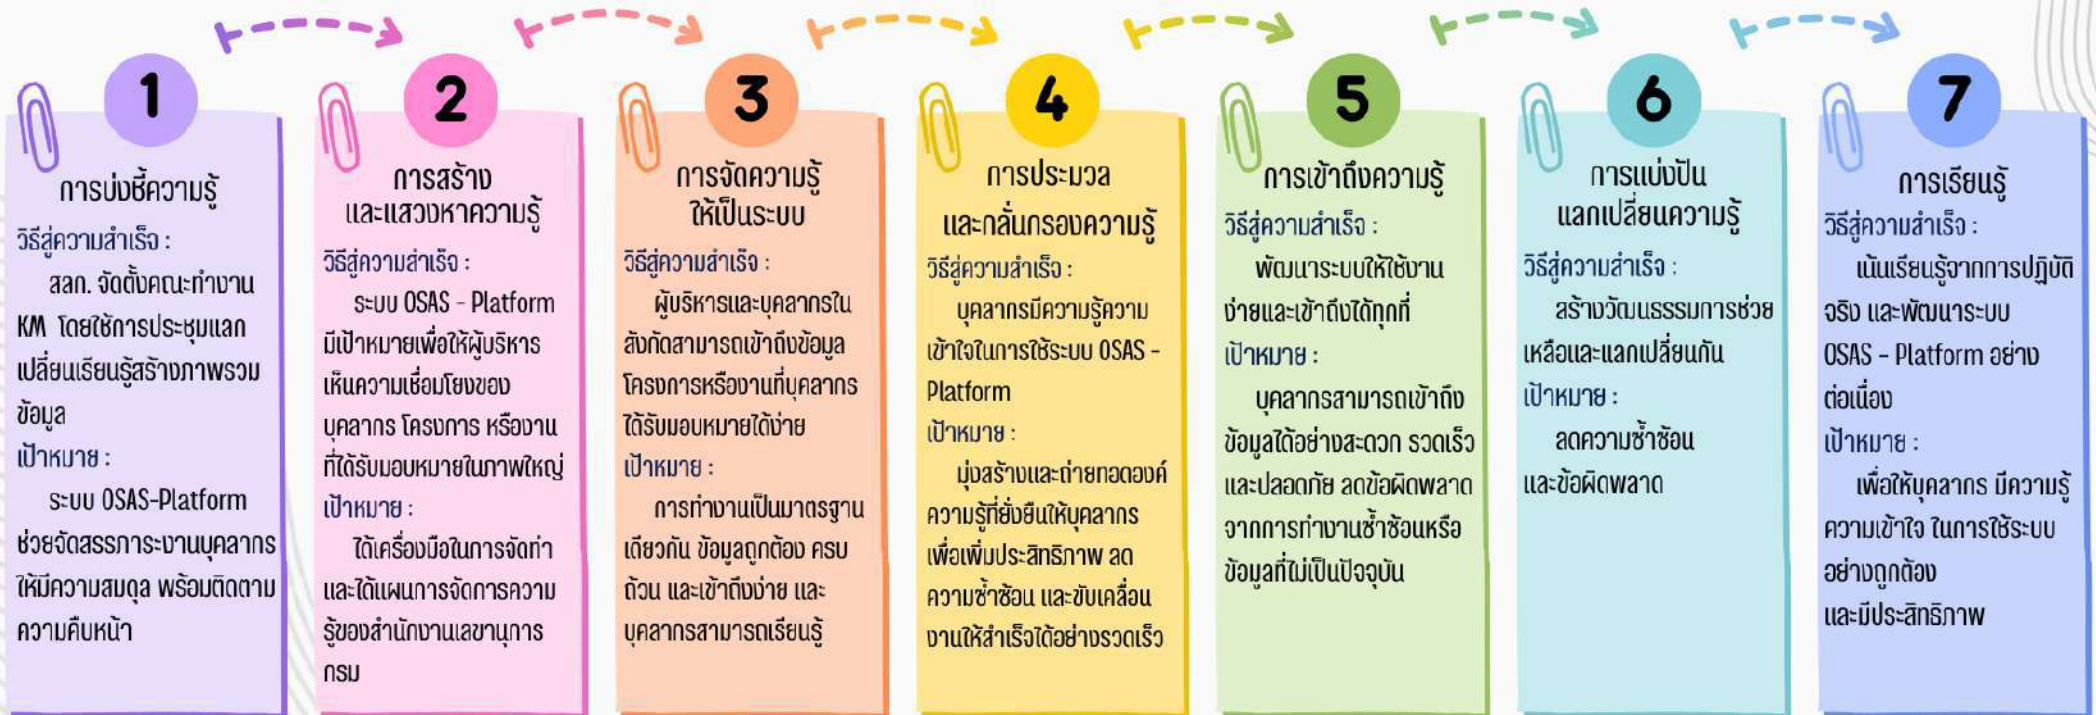 1
การบ่งชี้ความรู้
วิธีสู่ความสำเร็จ :
สลก. จัดตั้งคณะทำงาน
KM โดยใช้การประชุมแลก
เปลี่ยนเรียนรู้สร้างภาพรวม
ข้อมูล
เป้าหมาย :
ระบบ OSAS-Platform
ช่วยจัดสรรภาระงานบุคลากร
ให้มีความสมดุล พร้อมติดตาม
ความคืบหน้า
2
การสร้าง
และแสวงหาความรู้
วิธีสู่ความสำเร็จ :
ระบบ OSAS - Platform
มีเป้าหมายเพื่อให้ผู้บริหาร
เห็นความเชื่อมโยงของ
บุคลากร โครงการ หรืองาน
ที่ได้รับมอบหมายในภาพใหญ่
เป้าหมาย :
ได้เครื่องมือในการจัดทำ
และได้แผนการจัดการความ
รู้ของสำนักงานเลขานุการ
กรม
3
การจัดความรู้
ให้เป็นระบบ
วิธีสู่ความสำเร็จ :
ผู้บริหารและบุคลากรใน
สังกัดสามารถเข้าถึงข้อมูล
โครงการหรืองานที่บุคลากร
ได้รับมอบหมายได้ง่าย
เป้าหมาย :
การทำงานเป็นมาตรฐาน
เดียวกัน ข้อมูลถูกต้อง ครบ
ถ้วน และเข้าถึงง่าย และ
บุคลากรสามารถเรียนรู้
4
การประมวล
และกลั่นกรองความรู้
วิธีสู่ความสำเร็จ :
บุคลากรมีความรู้ความ
เข้าใจในการใช้ระบบ OSAS -
Platform
เป้าหมาย :
มุ่งสร้างและถ่ายทอดองค์
ความรู้ที่ยั่งยืนให้บุคลากร
เพื่อเพิ่มประสิทธิภาพ ลด
ความซ้ำซ้อน และขับเคลื่อน
งานให้สำเร็จได้อย่างรวดเร็ว
5
การเข้าถึงความรู้
วิธีสู่ความสำเร็จ :
พัฒนาระบบให้ใช้งาน
ง่ายและเข้าถึงได้ทุกที่
เป้าหมาย :
บุคลากรสามารถเข้าถึง
ข้อมูลได้อย่างสะดวก รวดเร็ว
และปลอดภัย ลดข้อผิดพลาด
จากการทำงานซ้ำซ้อนหรือ
ข้อมูลที่ไม่เป็นปัจจุบัน
6
การแบ่งปัน
แลกเปลี่ยนความรู้
วิธีสู่ความสำเร็จ :
สร้างวัฒนธรรมการช่วย
เหลือและแลกเปลี่ยนกัน
เป้าหมาย :
ลดความซ้ำซ้อน
และข้อผิดพลาด
7
การเรียนรู้
วิธีสู่ความสำเร็จ :
เน้นเรียนรู้จากการปฏิบัติ
จริง และพัฒนาระบบ
OSAS - Platform อย่าง
ต่อเนื่อง
เป้าหมาย :
เพื่อให้บุคลากร มีความรู้
ความเข้าใจ ในการใช้ระบบ
อย่างถูกต้อง
และมีประสิทธิภาพ